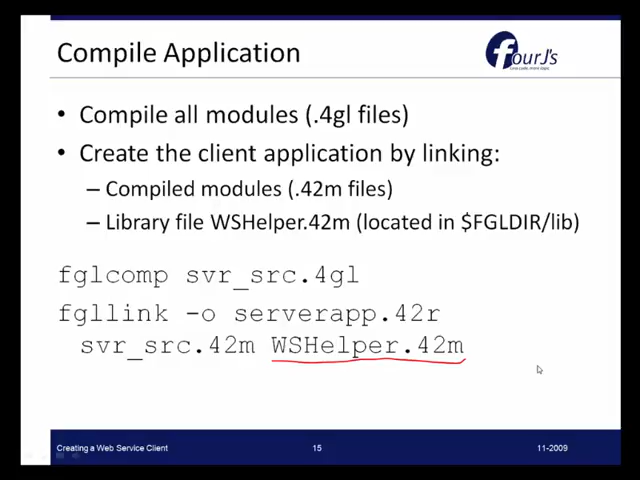 Compile Application
fourJ's
• Compile all modules (.4gl files)
• Create the client application by linking:
– Compiled modules (.42m files)
– Library file WSHelper.42m (located in $FGLDIR/lib)
fglcomp svr_src.4gl
fgllink -o serverapp.42r
svr_src.42m WSHelper.42m
Creating a Web Service Client
15
11-2009